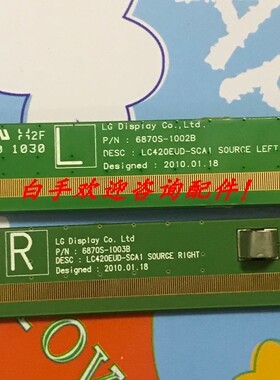 LG Display Co.,Ltd.
P/N : 6870S-1002B
L
DESC : LC420EUD-SCA1 SOURCE LEFT
1030
Designed : 2010.01.18
白手欢迎咨询配件!
LG Display Co. Ltd
R
P/N : 6870S-1003B
DESC : LC420EUD-SCA1 SOURCE RIGHT
Designed : 2010.01.18